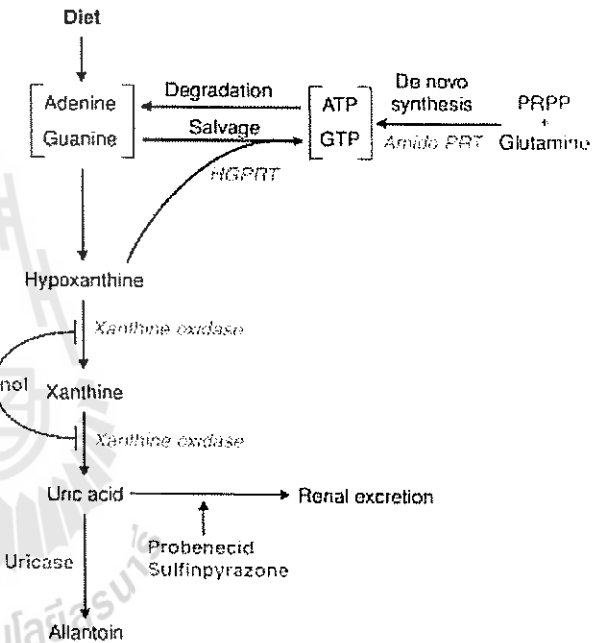 Diet
Adenine
Guanine
Degradation
Salvage
HGPRT
ATP
GTP
De novo
synthesis
Amido PRT
PRPP
+
Glutamine
Hypoxanthine
Xanthine oxidase
nol
Xanthine
Xanthine oxidase
Uric acid
Renal excretion
Probenecid
Sulfinpyrazone
Uricase
Allantoin